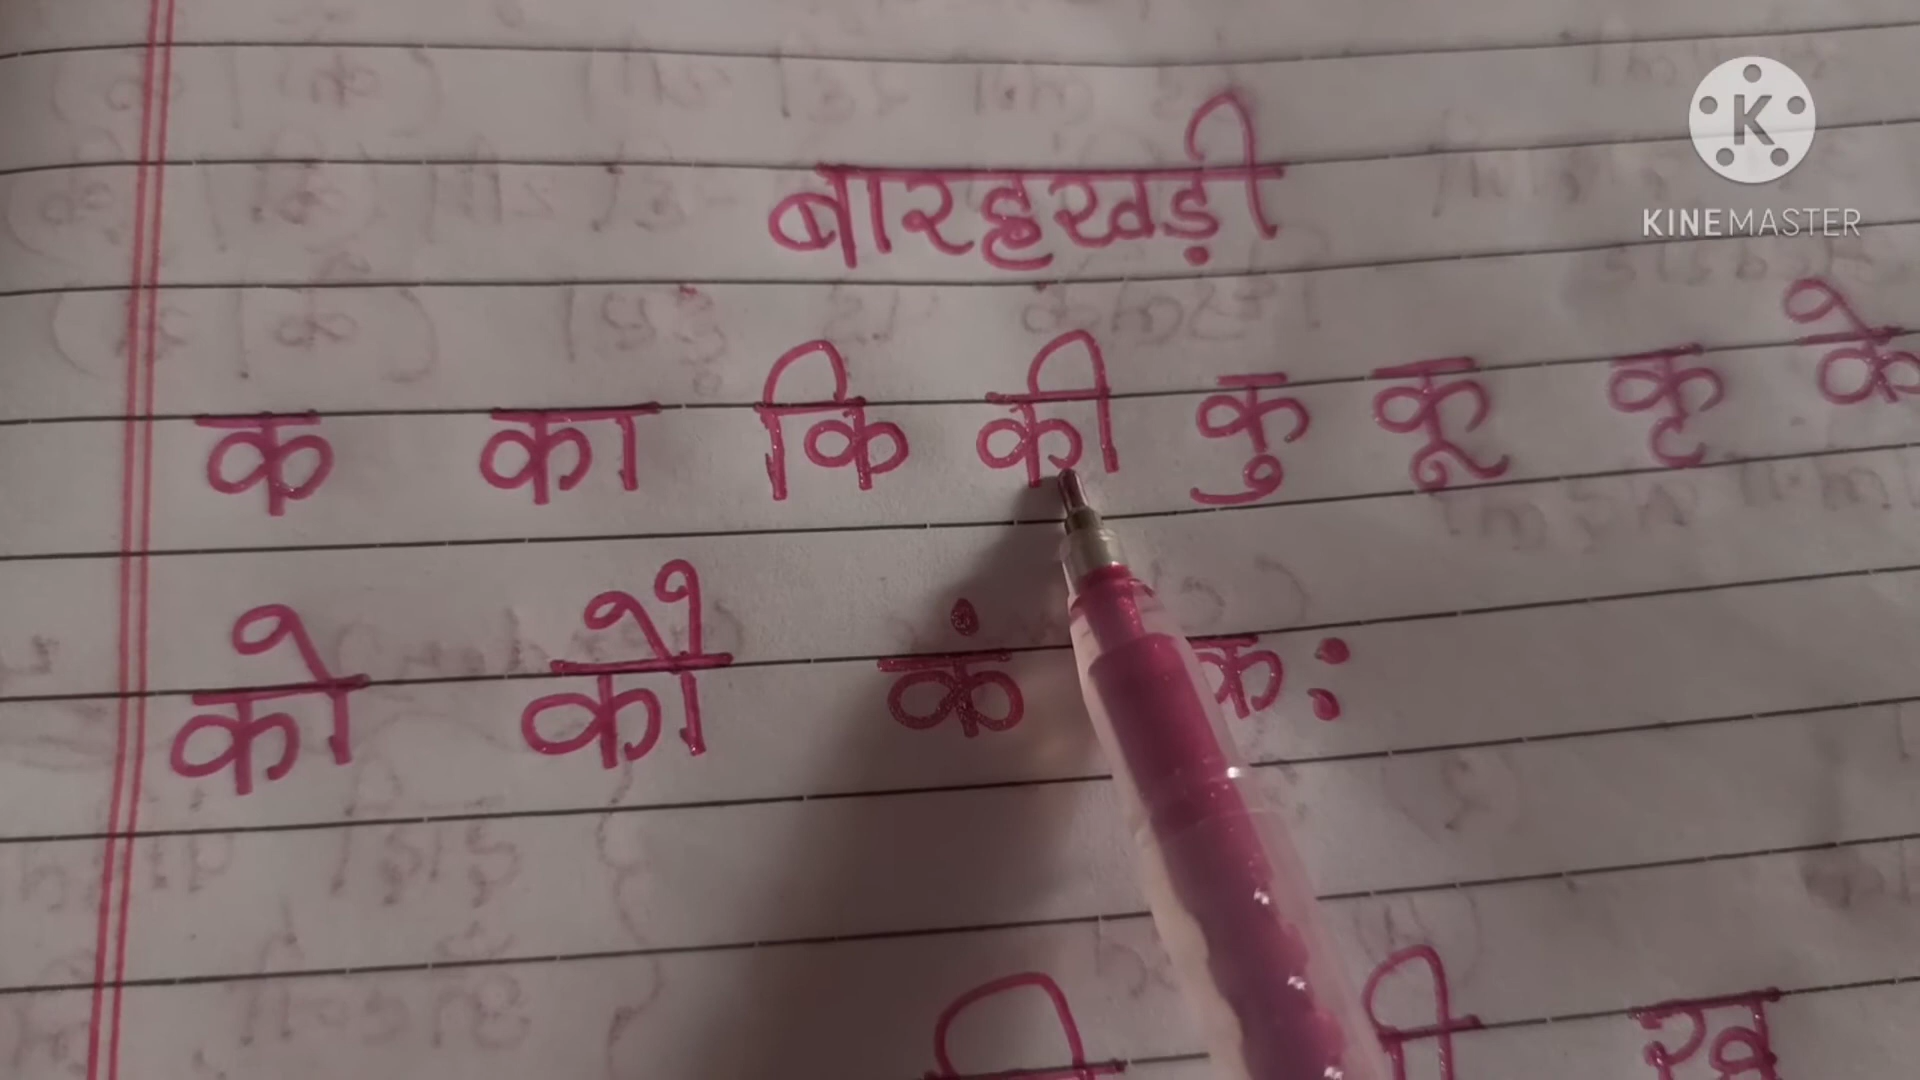 बारहखड़ी
K
KINEMASTER
क का कि की कु कू कृ के
को कौ कं क:
ख